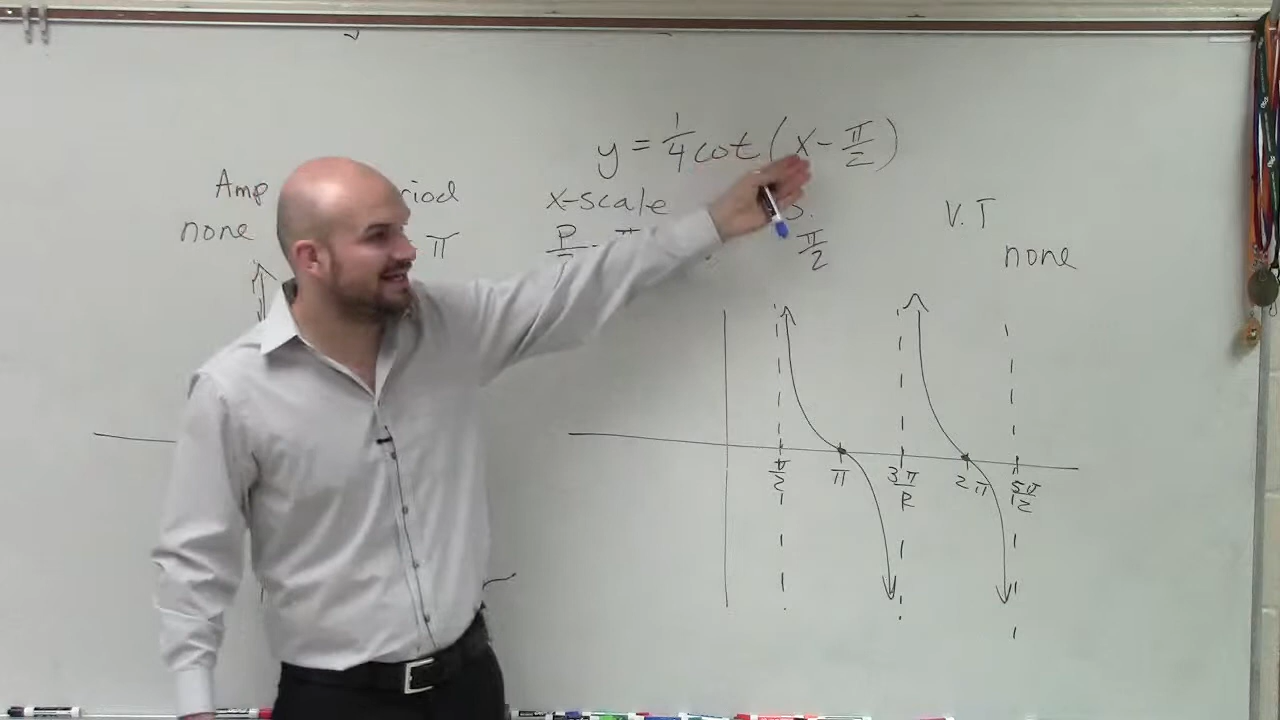 y = 1/4 cot (x - π/2)
Amp riod x-scale S. V.T
none π P π/2 none
π/2 π 3π/2 2π 5π/2